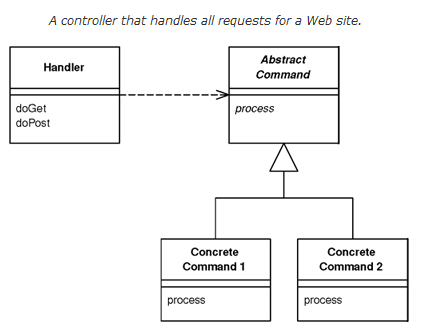 A controller that handles all requests for a Web site.
Handler
doGet
doPost
Abstract
Command
process
Concrete
Command 1
process
Concrete
Command 2
process